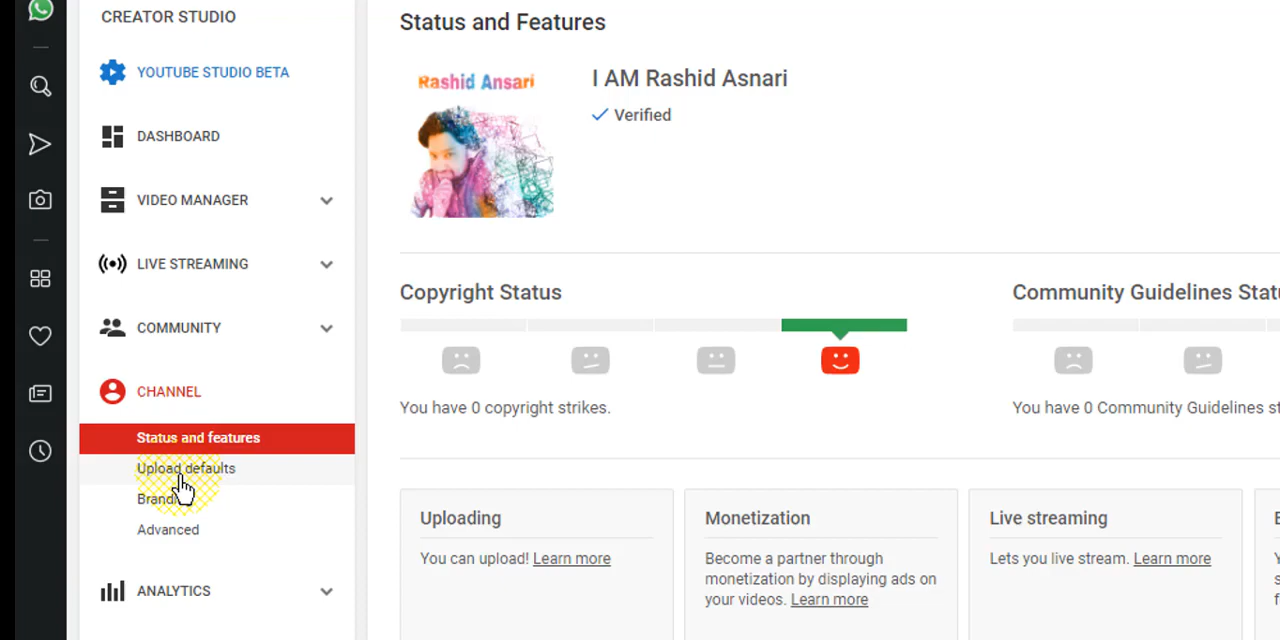 CREATOR STUDIO
YOUTUBE STUDIO BETA
DASHBOARD
VIDEO MANAGER
LIVE STREAMING
COMMUNITY
CHANNEL
Status and features
Upload defaults
Advanced
ANALYTICS
Status and Features
Rashid Ansari
I AM Rashid Asnari
Verified
Copyright Status
You have 0 copyright strikes.
Community Guidelines
You have 0 Community Guidelines
Uploading
You can upload! Learn more
Monetization
Become a partner through
monetization by displaying ads on
your videos. Learn more
Live streaming
Lets you live stream. Learn more